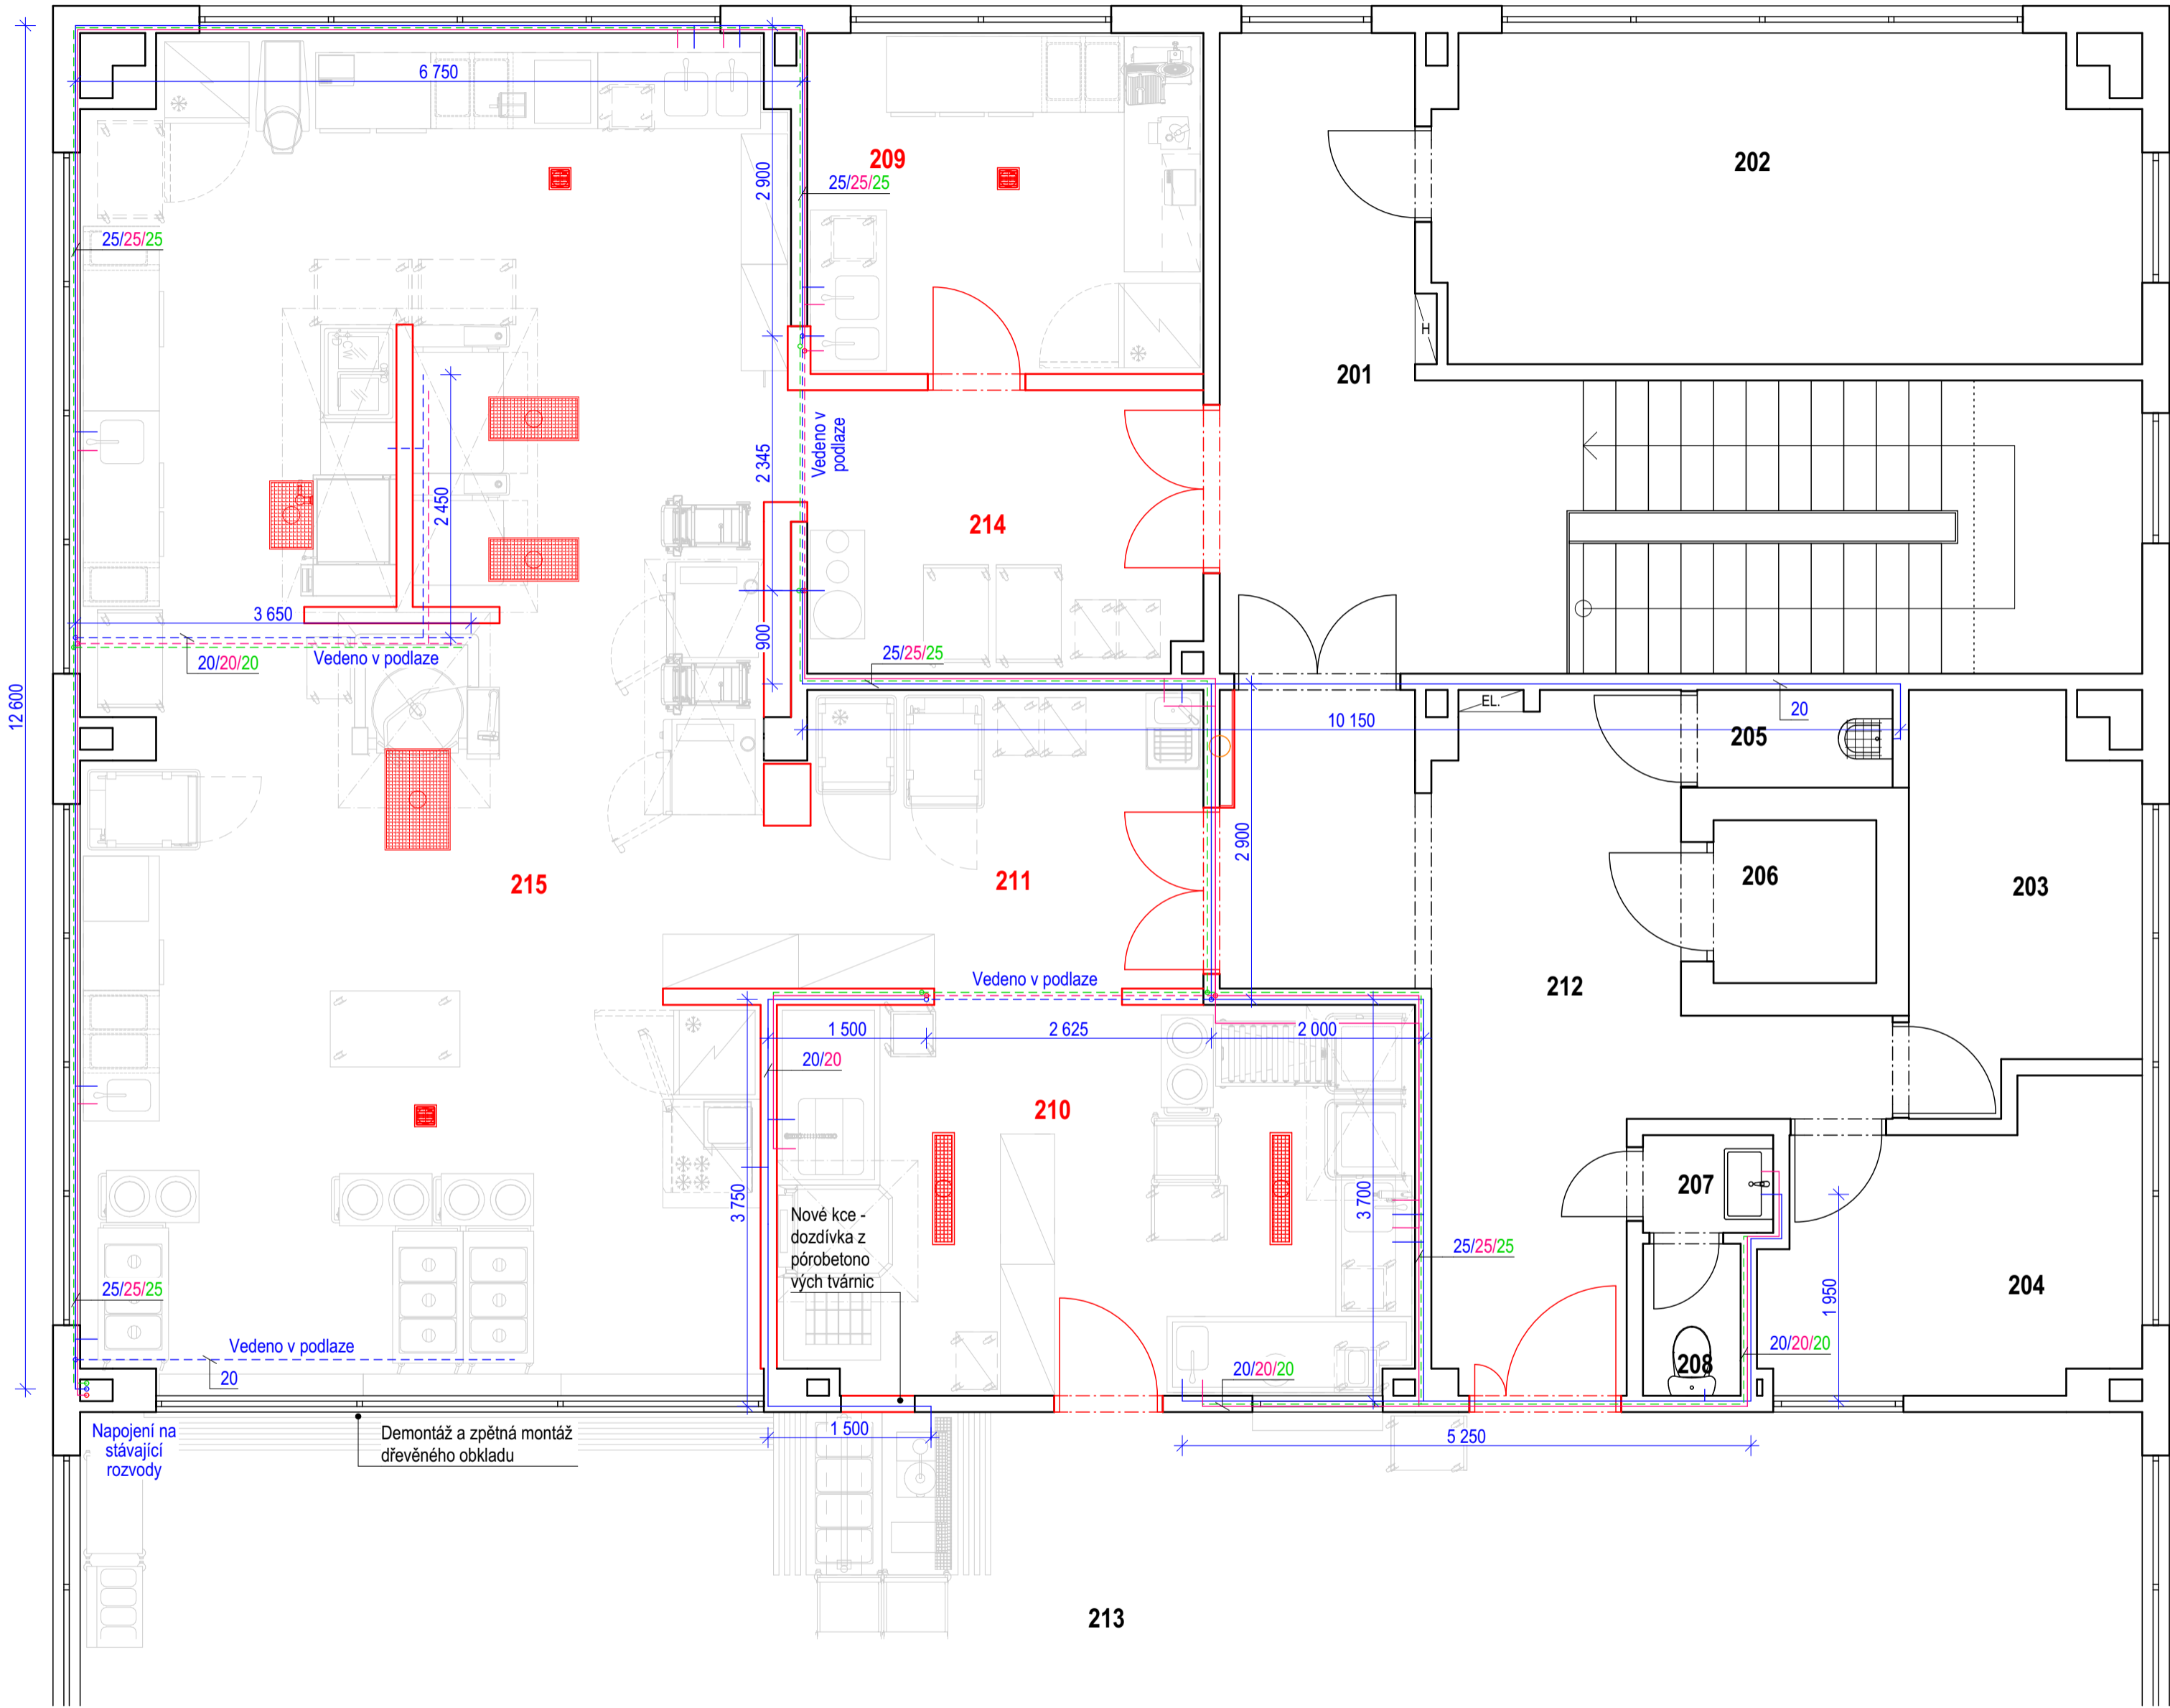 6 750
209
25/25/25
2 900
202
25/25/25
H
201
Vedeno v
podlaze
2 345
2 450
214
3 650
20/20/20
Vedeno v podlaze
900
25/25/25
12 600
EL.
20
10 150
205
2 900
215
211
206
203
Vedeno v podlaze
212
1 500
2 625
2 000
20/20
210
3 750
3 700
207
Nové kce -
dozdívka z
pórobetono
vých tvárnic
25/25/25
25/25/25
1 950
204
Vedeno v podlaze
20
20/20/20
208
20/20/20
Napojení na
stávající
rozvody
Demontáž a zpětná montáž
dřevěného obkladu
1 500
5 250
213